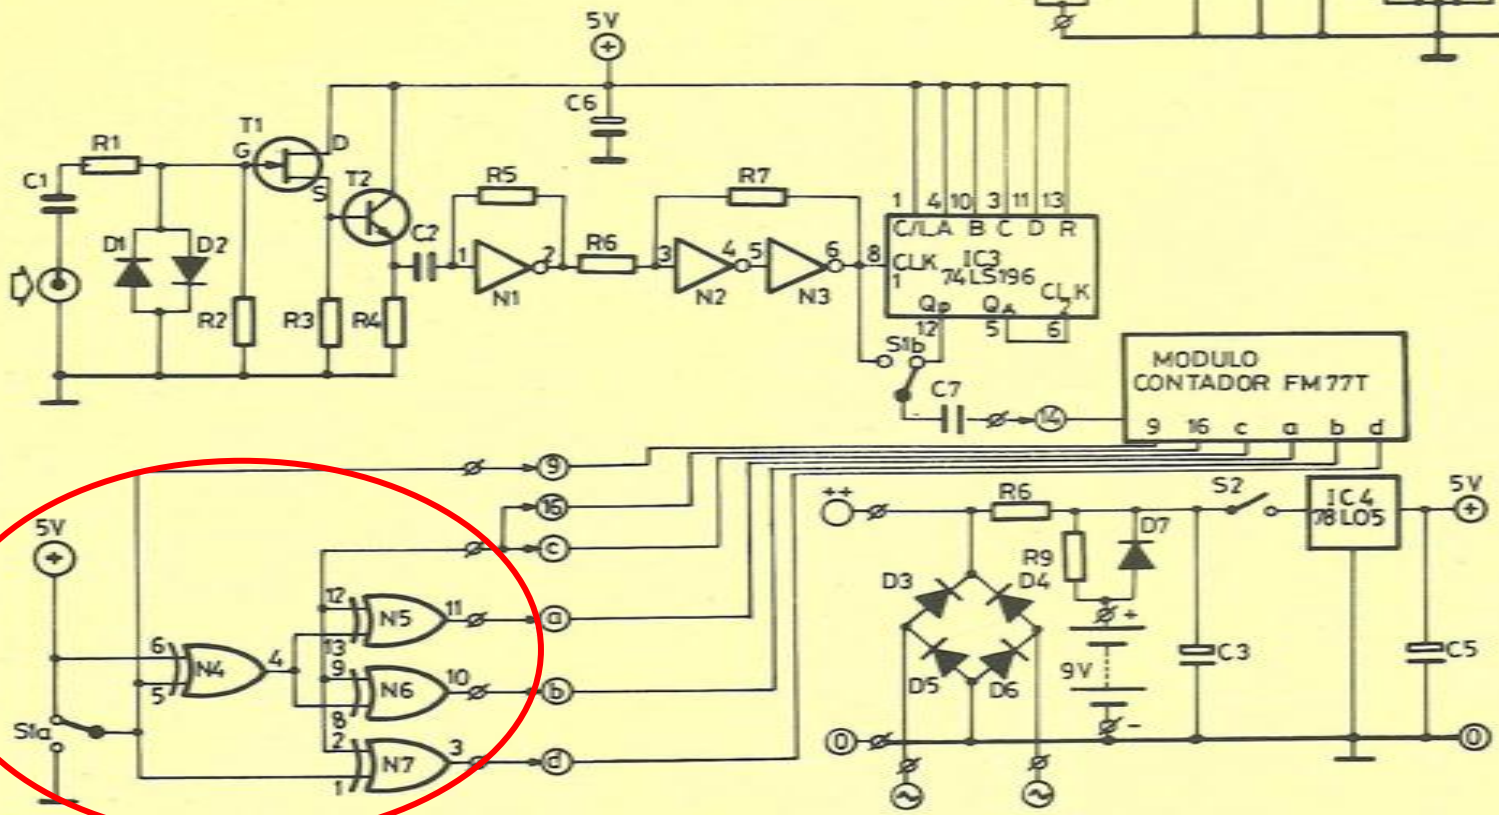 5V
+
C6
T1
R1
G
D
S
C1
T2
R5
R7
C2
1
2
R6
3
4
5
6
8
N1
N2
N3
D1
D2
R2
R3
R4
1 4 10 3 11 13
C/L A B C D R
CLK
1
IC3
74LS196
CLK
2
QA
12
5
6
S1b
C7
14
MODULO
CONTADOR FM77T
9 16 c a b d
9
16
c
5V
+
12
13
N5
11
a
6
5
N4
4
9
8
N6
10
b
S1a
2
1
N7
3
d
++
R6
S2
IC4
78L05
5V
+
R9
D7
D3
D4
D5
D6
+
9V
-
C3
C5
0
0
~
~